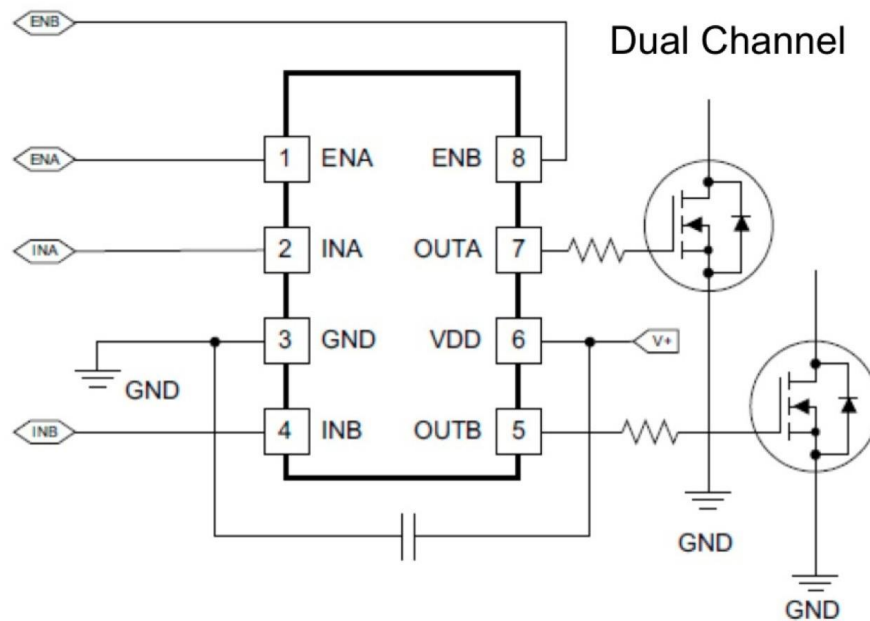 ENB
Dual Channel
ENA
1 ENA ENB 8
INA
2 INA OUTA 7
3 GND VDD 6
V+
GND
INB
4 INB OUTB 5
GND
GND